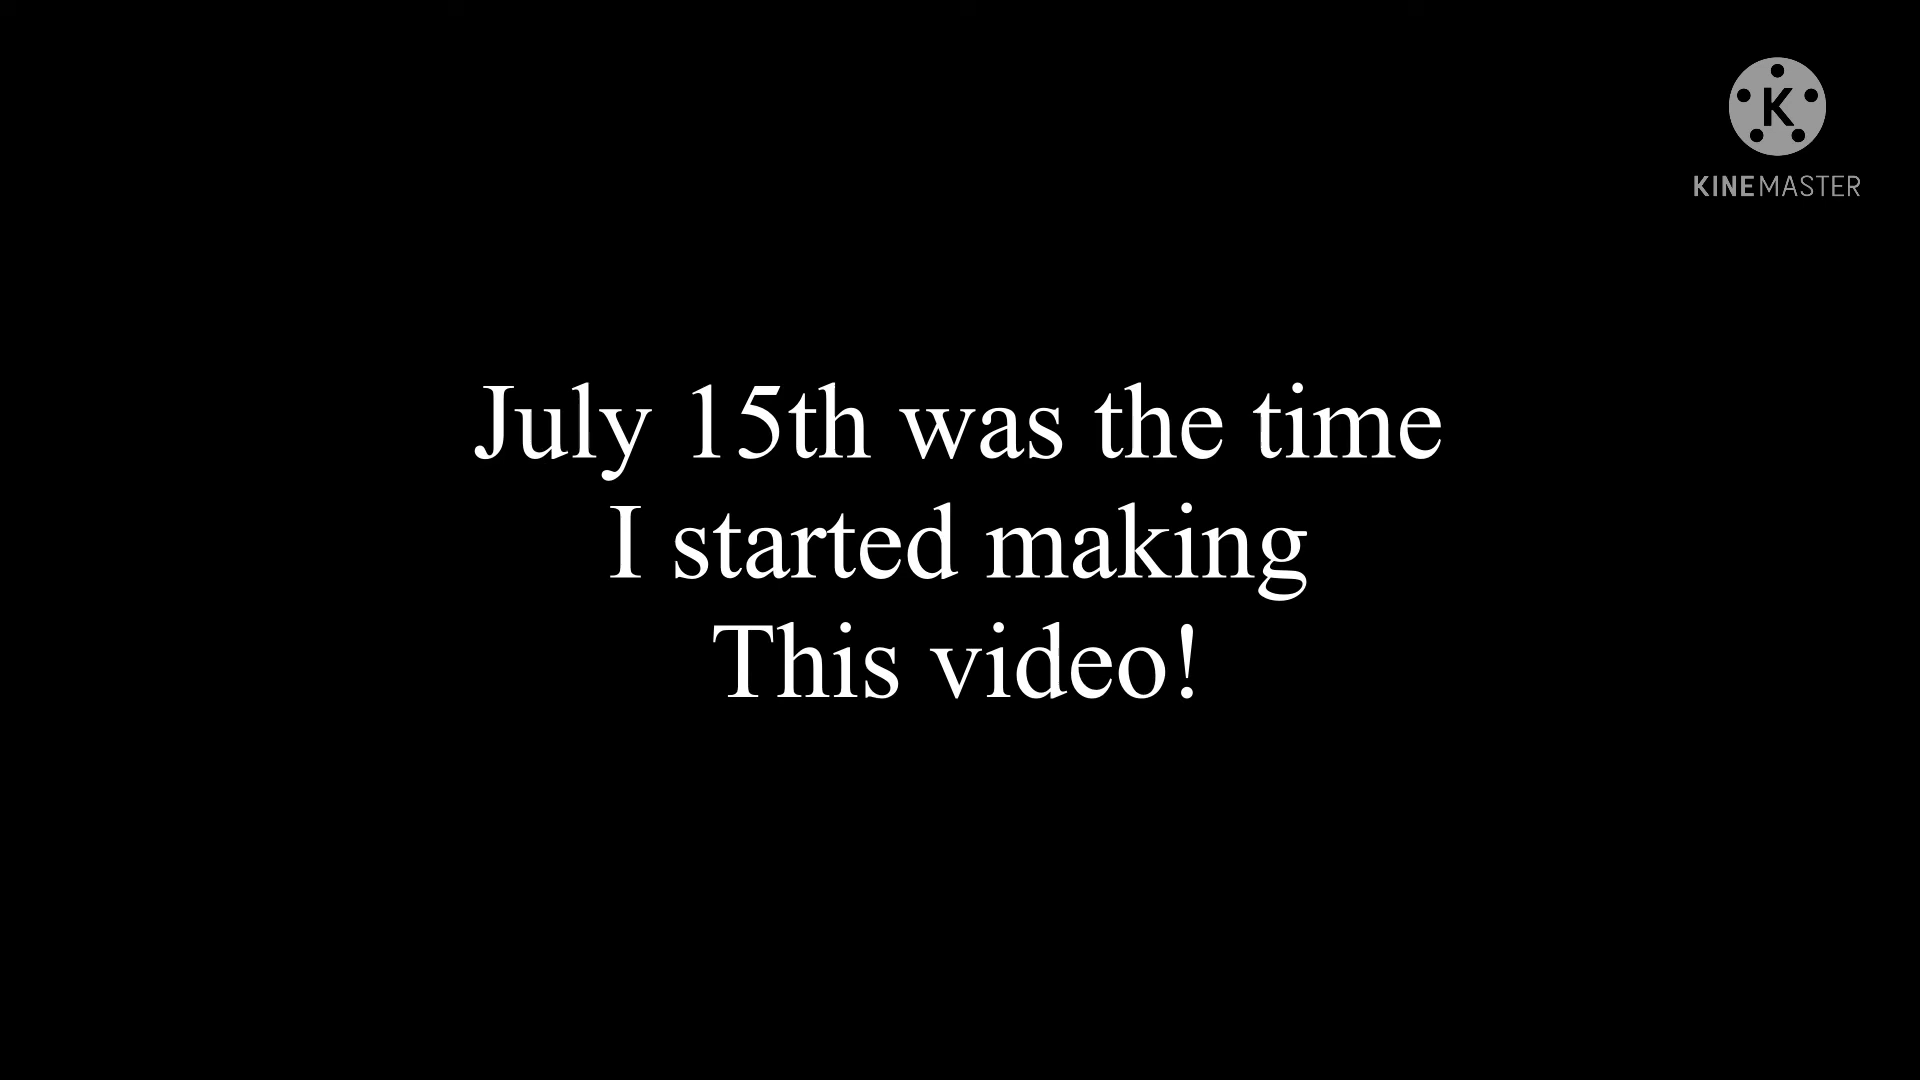 K
KINEMASTER
July 15th was the time
I started making
This video!